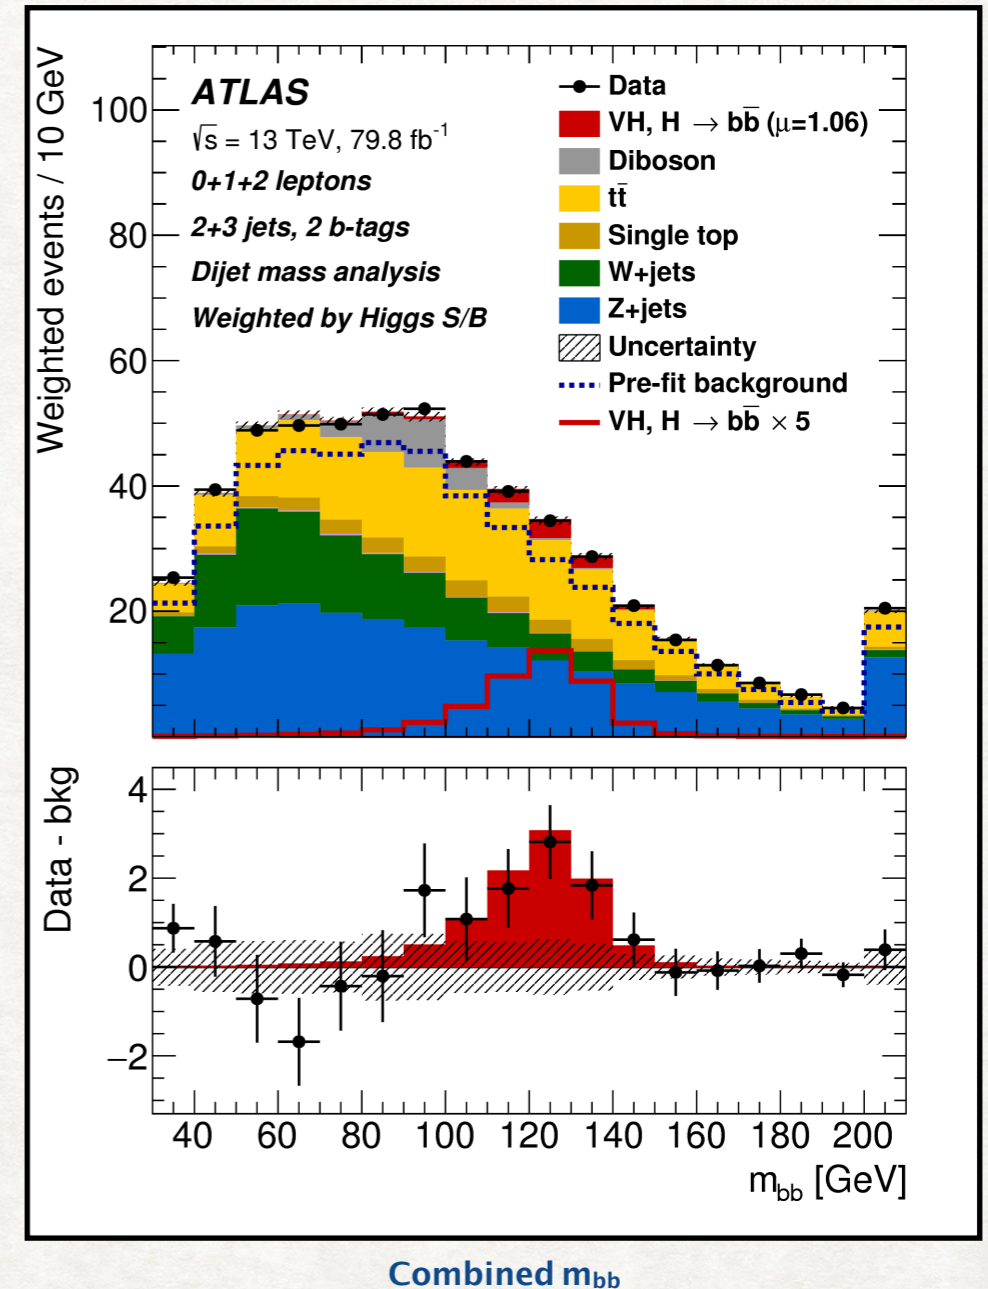 Weighted events / 10 GeV
100
80
60
40
20
ATLAS
√s = 13 TeV, 79.8 fb⁻¹
0+1+2 leptons
2+3 jets, 2 b-tags
Dijet mass analysis
Weighted by Higgs S/B
Data
VH, H → bb̅ (μ=1.06)
Diboson
tt̅
Single top
W+jets
Z+jets
Uncertainty
Pre-fit background
VH, H → bb̅ × 5
Data - bkg
4
2
0
−2
40 60 80 100 120 140 160 180 200
m_bb [GeV]
Combined m_bb